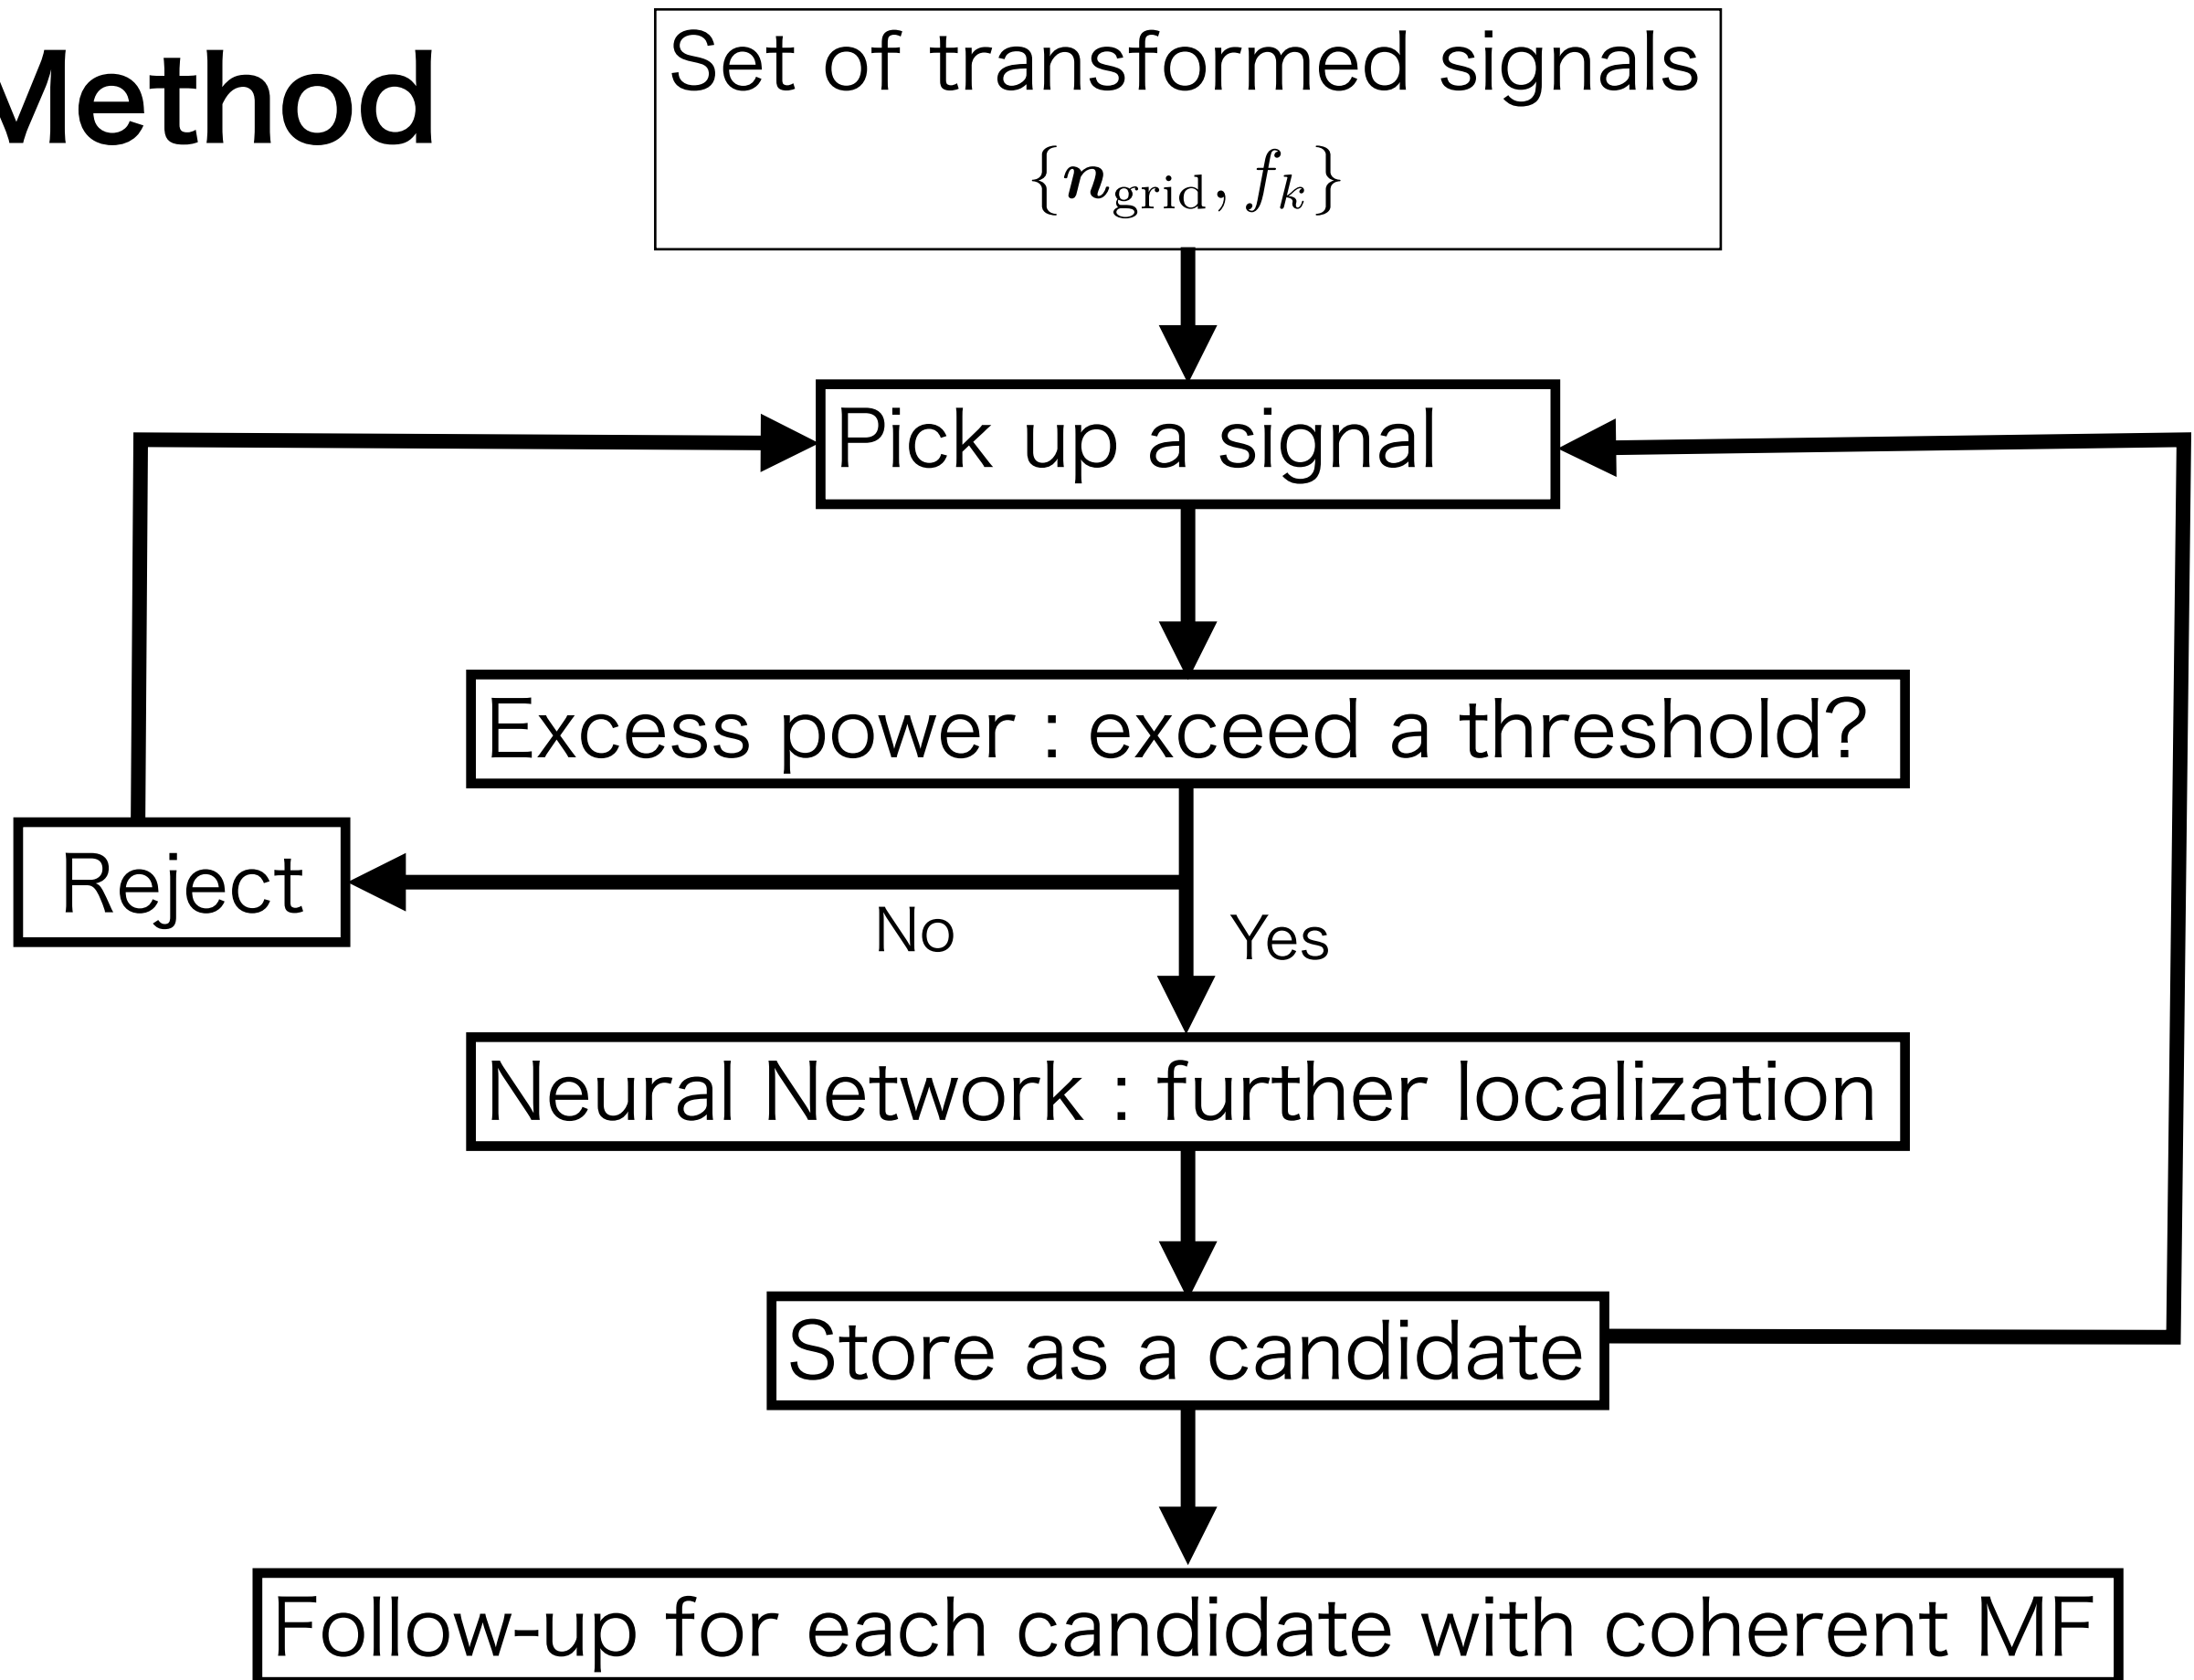 Method
Set of transformed signals
{n_grid, f_k}
Pick up a signal
Excess power : exceed a threshold?
Reject
No
Yes
Neural Network : further localization
Store as a candidate
Follow-up for each candidate with coherent MF